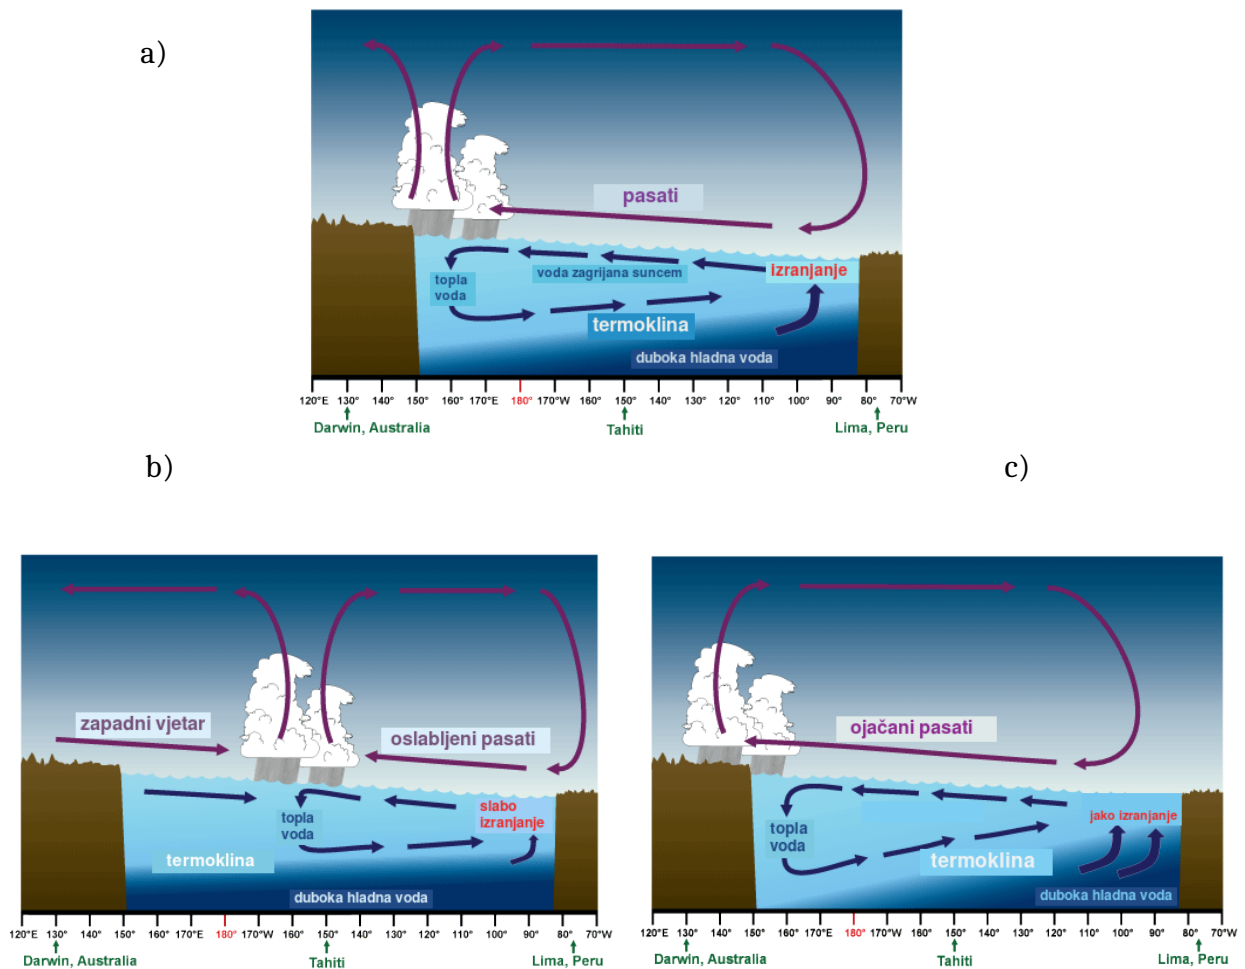 a)
pasati
izranjanje
voda zagrijana suncem
topla
voda
termoklina
duboka hladna voda
120°E 130° 140° 150° 160° 170°E 180° 170°W 160° 150° 140° 130° 120° 110° 100° 90° 80° 70°W
Darwin, Australia Tahiti Lima, Peru
b)
c)
zapadni vjetar
oslabljeni pasati
slabo
izranjanje
topla
voda
termoklina
duboka hladna voda
120°E 130° 140° 150° 160° 170°E 180° 170°W 160° 150° 140° 130° 120° 110° 100° 90° 80° 70°W
Darwin, Australia Tahiti Lima, Peru
ojačani pasati
jako izranjanje
topla
voda
termoklina
duboka hladna voda
120°E 130° 140° 150° 160° 170°E 180° 170°W 160° 150° 140° 130° 120° 110° 100° 90° 80° 70°W
Darwin, Australia Tahiti Lima, Peru